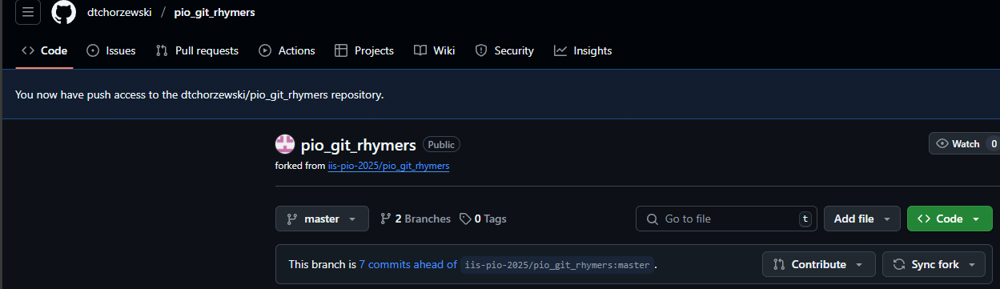 dtchorzewski / pio_git_rhymers
Code Issues Pull requests Actions Projects Wiki Security Insights
You now have push access to the dtchorzewski/pio_git_rhymers repository.
pio_git_rhymers Public
Watch 0
forked from iis-pio-2025/pio_git_rhymers
master 2 Branches 0 Tags Go to file t Add file Code
This branch is 7 commits ahead of iis-pio-2025/pio_git_rhymers:master. Contribute Sync fork